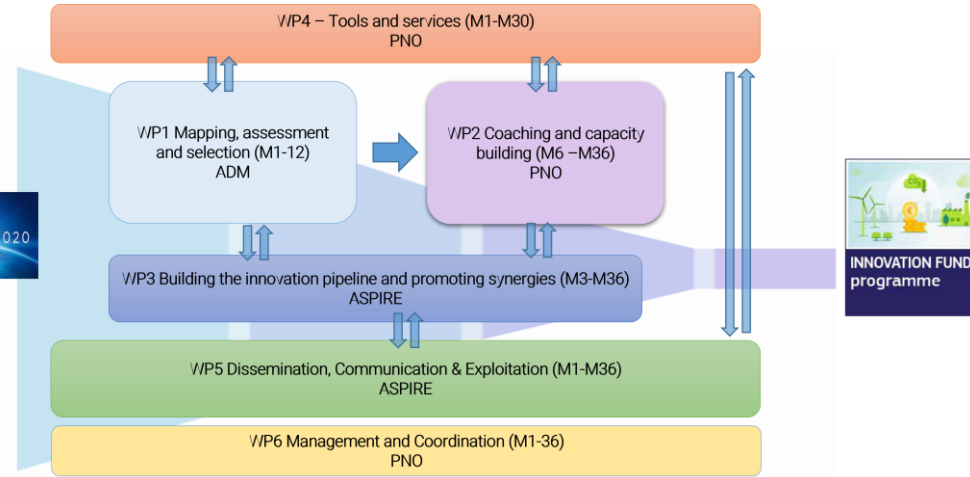 WP4 – Tools and services (M1-M30)
PNO
WP1 Mapping, assessment
and selection (M1-12)
ADM
WP2 Coaching and capacity
building (M6 –M36)
PNO
020
WP3 Building the innovation pipeline and promoting synergies (M3-M36)
ASPIRE
INNOVATION FUND
programme
WP5 Dissemination, Communication & Exploitation (M1-M36)
ASPIRE
WP6 Management and Coordination (M1-36)
PNO